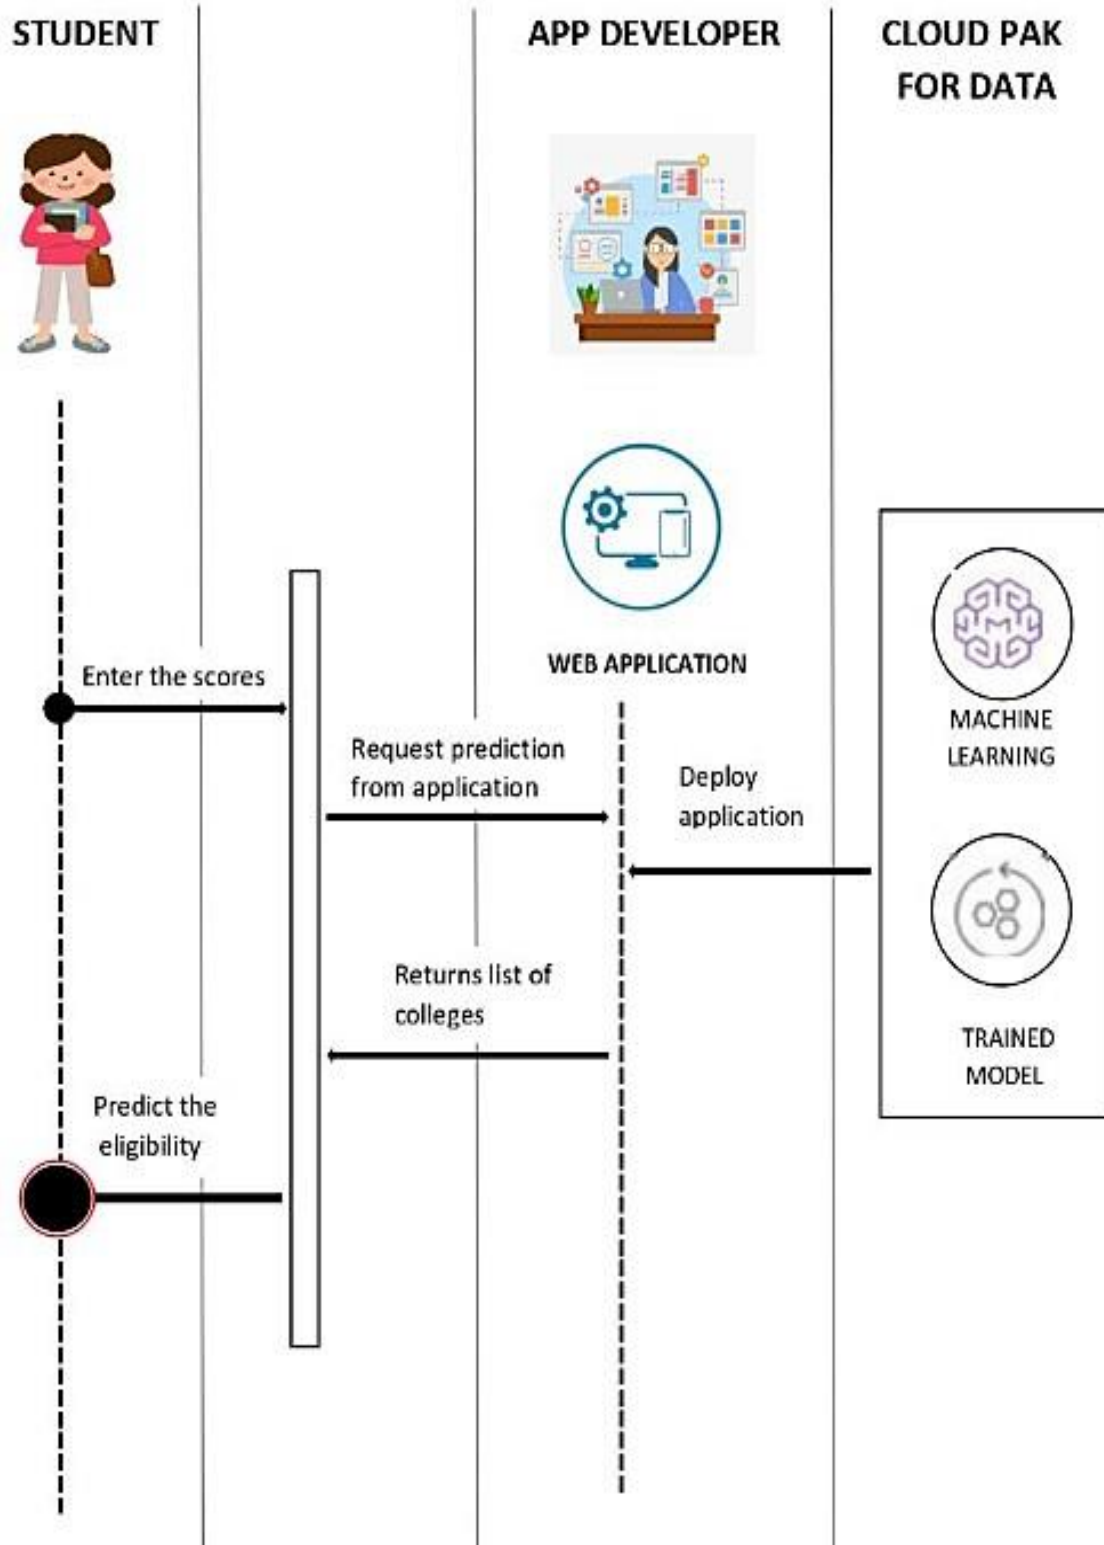 STUDENT
APP DEVELOPER
CLOUD PAK
FOR DATA
WEB APPLICATION
MACHINE
LEARNING
Enter the scores
Request prediction
from application
Deploy
application
Returns list of
colleges
TRAINED
MODEL
Predict the
eligibility